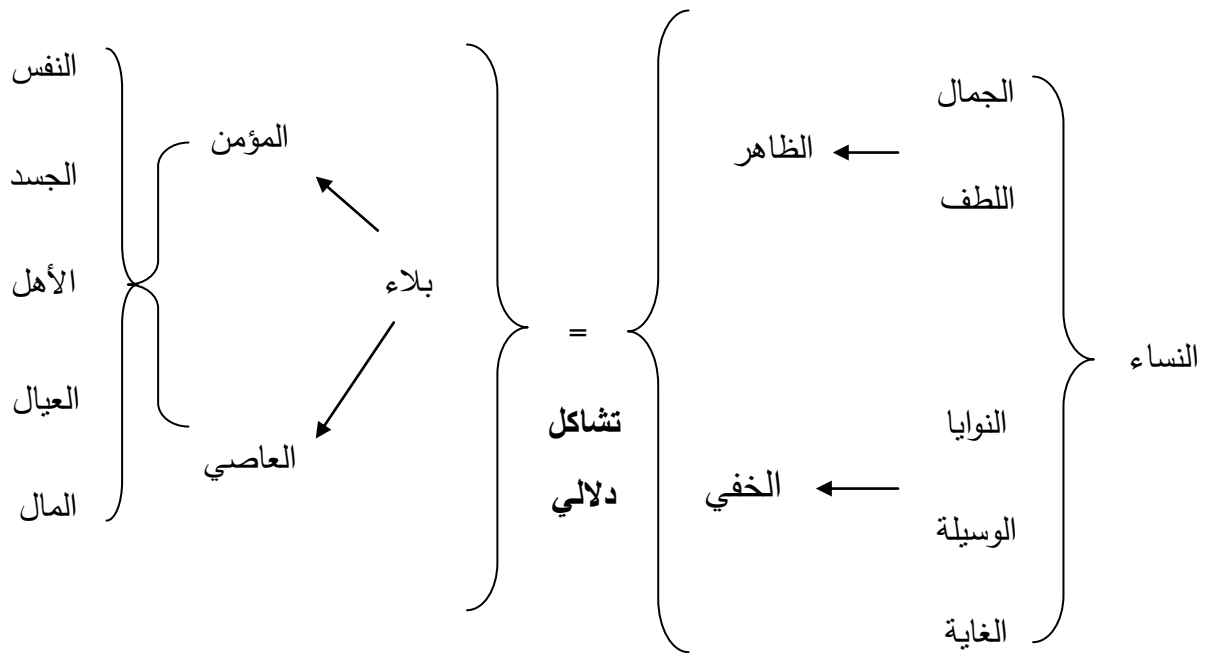 النساء
الجمال
اللطف
النوايا
الوسيلة
الغاية
الظاهر
الخفي
=
تشاكل
دلالي
بلاء
المؤمن
العاصي
النفس
الجسد
الأهل
العيال
المال